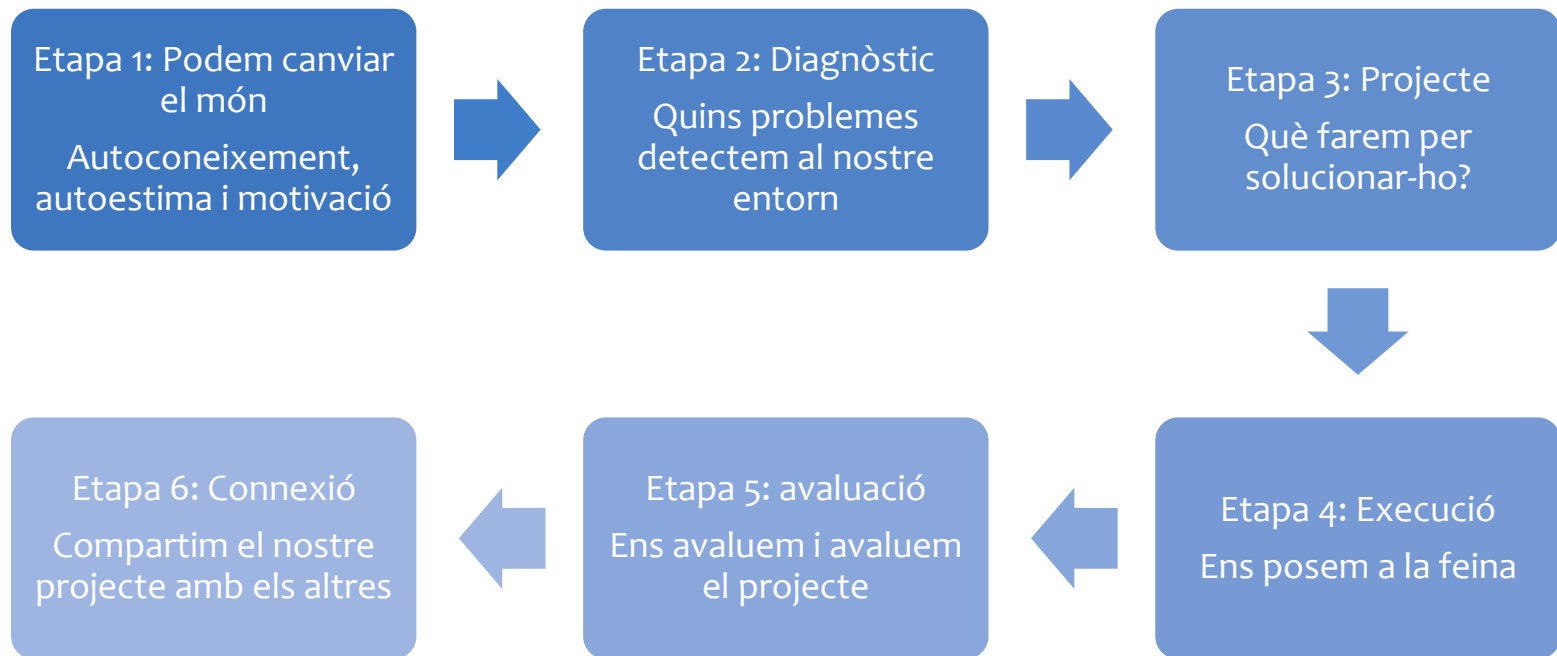 Etapa 1: Podem canviar
el món
Autoconeixement,
autoestima i motivació
Etapa 2: Diagnòstic
Quins problemes
detectem al nostre
entorn
Etapa 3: Projecte
Què farem per
solucionar-ho?
Etapa 4: Execució
Ens posem a la feina
Etapa 5: avaluació
Ens avaluem i avaluem
el projecte
Etapa 6: Connexió
Compartim el nostre
projecte amb els altres